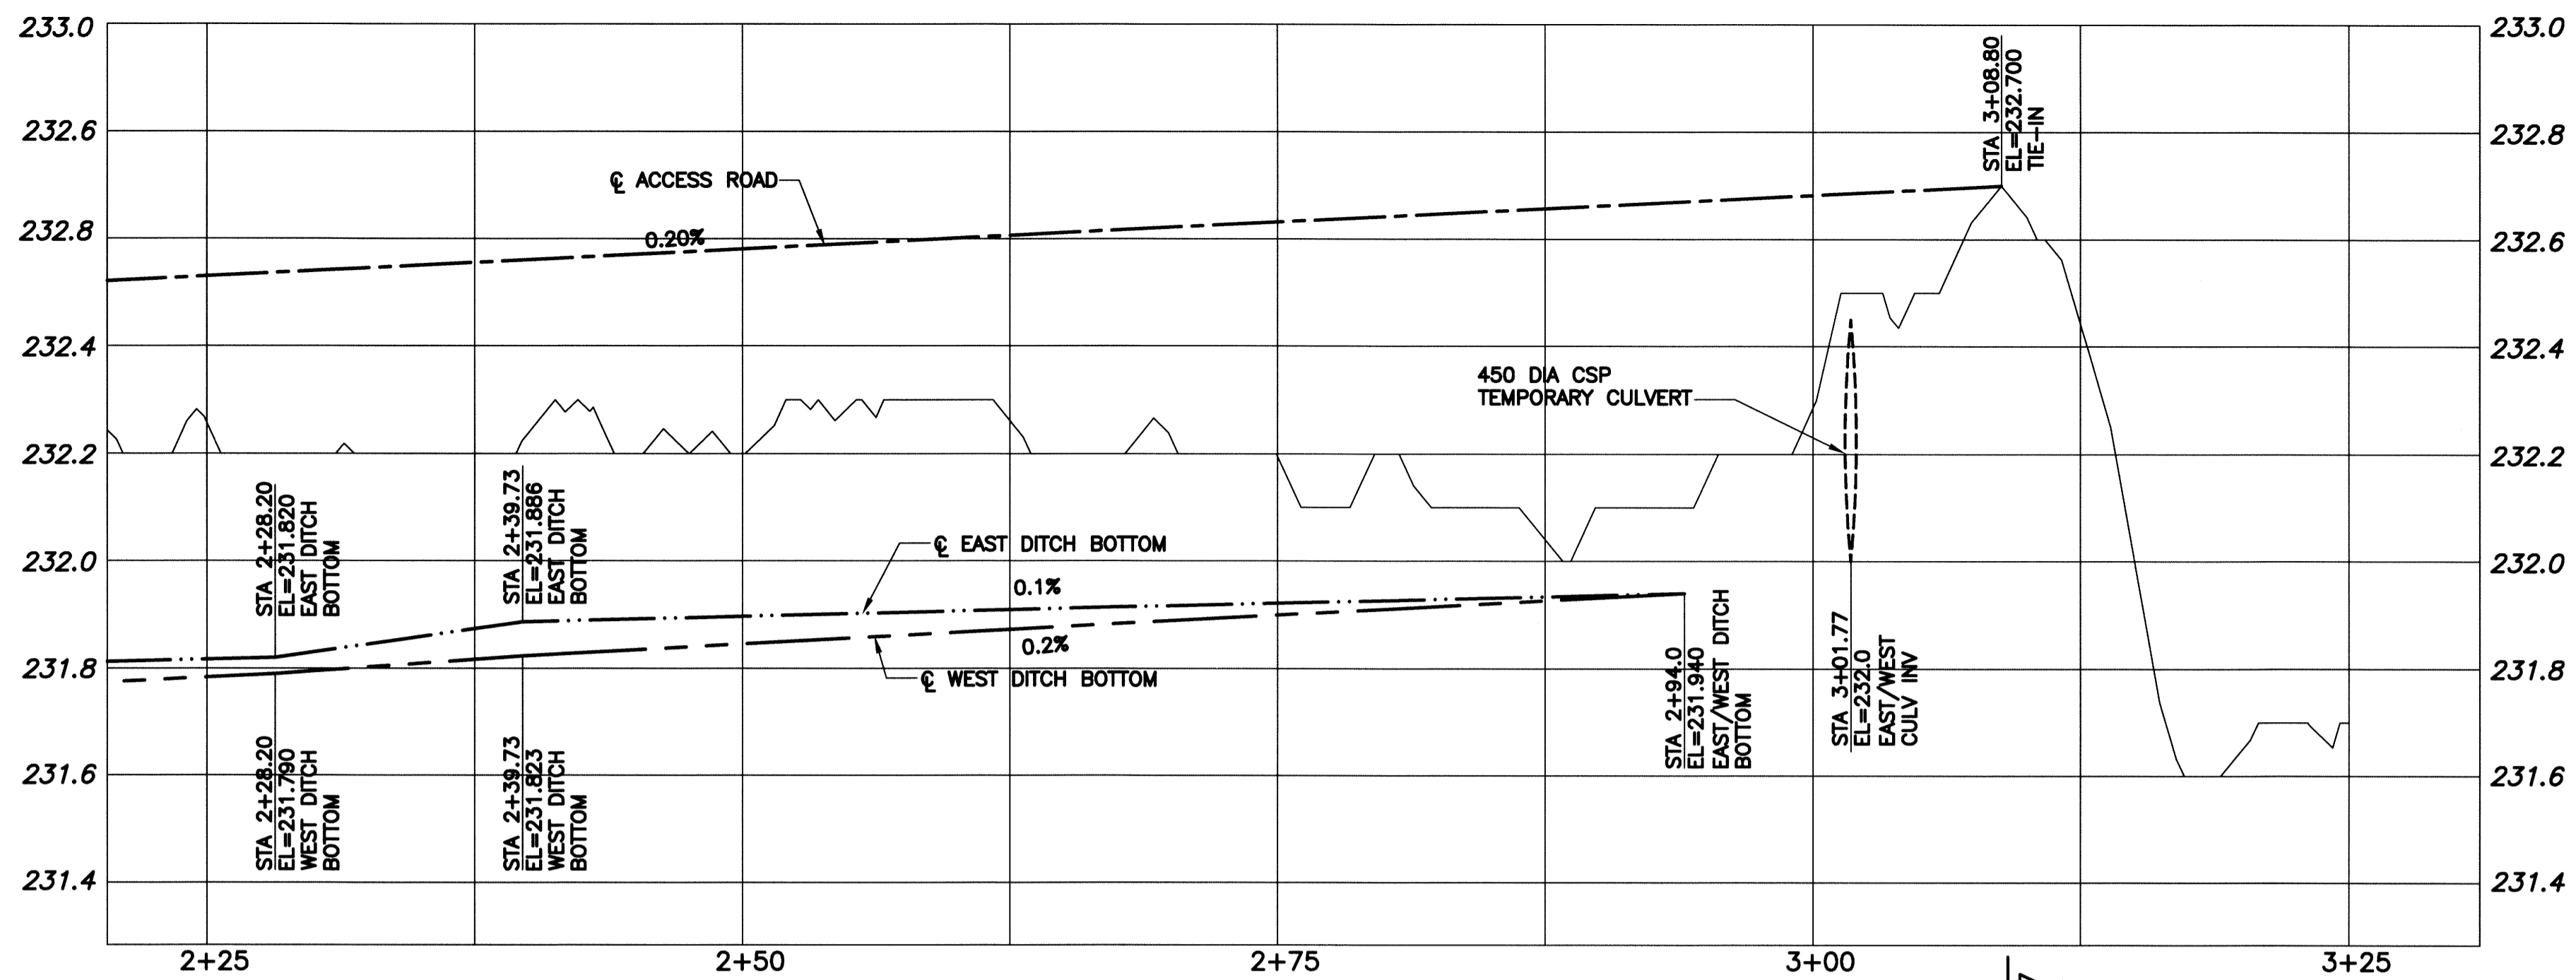 233.0
233.0
232.6
232.8
232.8
232.6
232.4
232.4
232.2
232.2
232.0
232.0
231.8
231.8
231.6
231.6
231.4
231.4
STA 3+08.80
EL=232.700
TIE-IN
℄ ACCESS ROAD
0.20%
450 DIA CSP
TEMPORARY CULVERT
STA 2+28.20
EL=231.820
EAST DITCH
BOTTOM
STA 2+39.73
EL=231.886
EAST DITCH
BOTTOM
℄ EAST DITCH BOTTOM
0.1%
0.2%
℄ WEST DITCH BOTTOM
STA 2+28.20
EL=231.790
WEST DITCH
BOTTOM
STA 2+39.73
EL=231.823
WEST DITCH
BOTTOM
STA 2+94.0
EL=231.940
EAST/WEST DITCH
BOTTOM
STA 3+01.77
EL=232.0
EAST/WEST
CULV INV
2+25
2+50
2+75
3+00
3+25